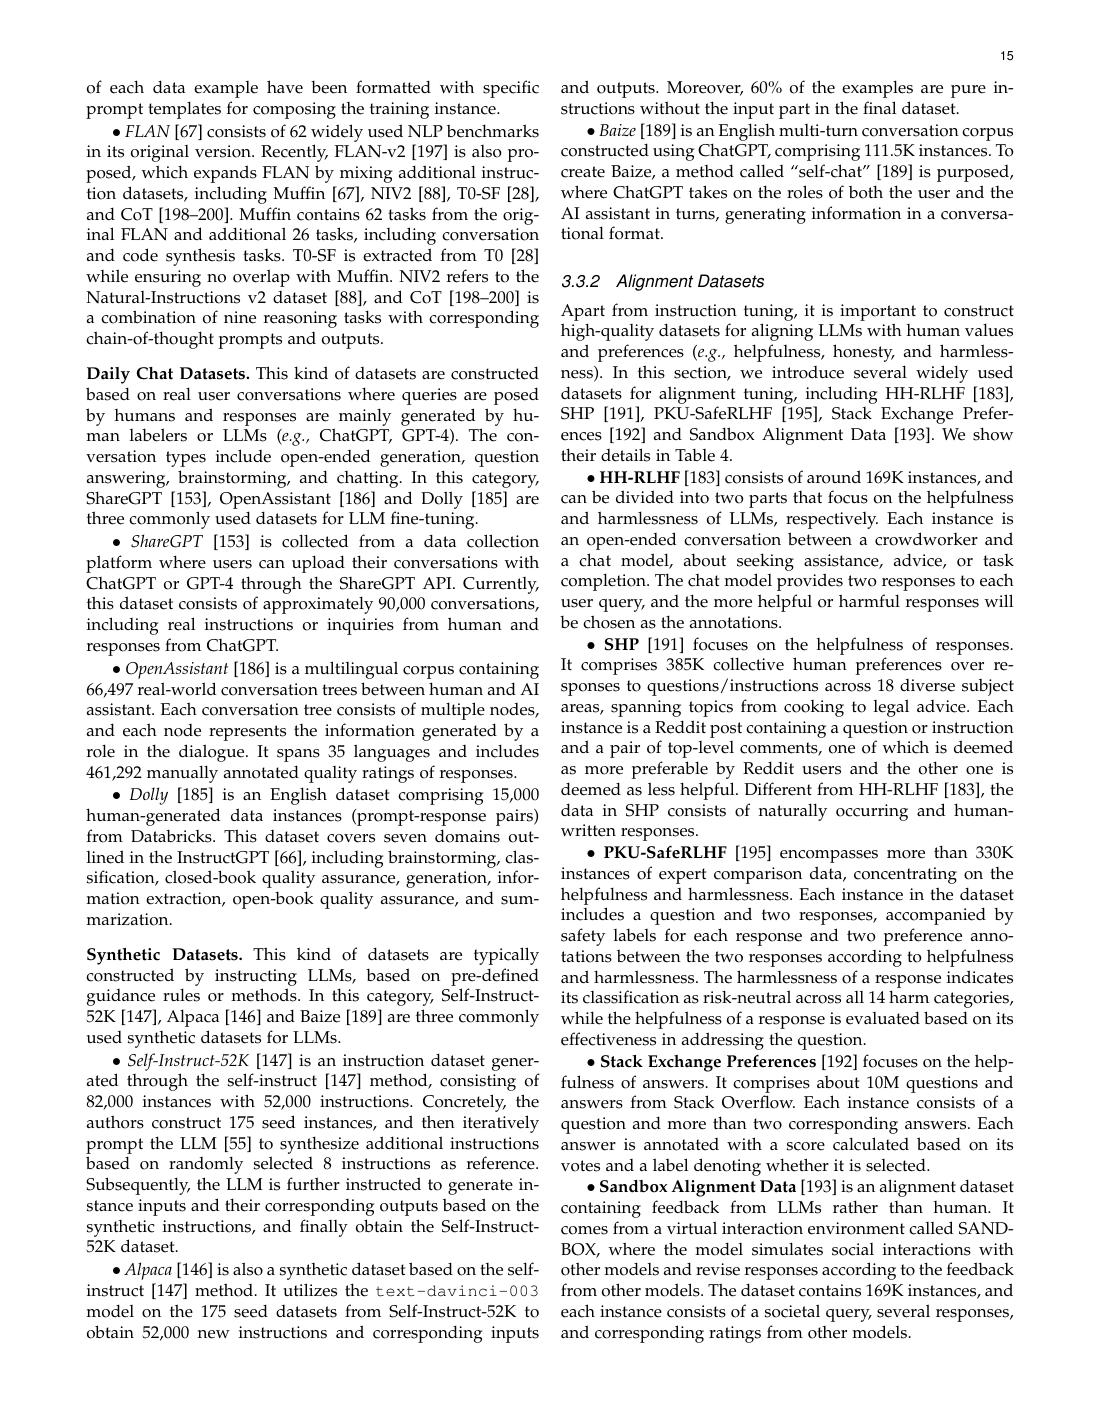 15
of each data example have been formatted with specific
prompt templates for composing the training instance.
• FLAN [67] consists of 62 widely used NLP benchmarks
in its original version. Recently, FLAN-v2 [197] is also pro-
posed, which expands FLAN by mixing additional instruc-
tion datasets, including Muffin [67], NIV2 [88], T0-SF [28],
and CoT [198–200]. Muffin contains 62 tasks from the orig-
inal FLAN and additional 26 tasks, including conversation
and code synthesis tasks. T0-SF is extracted from T0 [28]
while ensuring no overlap with Muffin. NIV2 refers to the
Natural-Instructions v2 dataset [88], and CoT [198–200] is
a combination of nine reasoning tasks with corresponding
chain-of-thought prompts and outputs.
Daily Chat Datasets. This kind of datasets are constructed
based on real user conversations where queries are posed
by humans and responses are mainly generated by hu-
man labelers or LLMs (e.g., ChatGPT, GPT-4). The con-
versation types include open-ended generation, question
answering, brainstorming, and chatting. In this category,
ShareGPT [153], OpenAssistant [186] and Dolly [185] are
three commonly used datasets for LLM fine-tuning.
• ShareGPT [153] is collected from a data collection
platform where users can upload their conversations with
ChatGPT or GPT-4 through the ShareGPT API. Currently,
this dataset consists of approximately 90,000 conversations,
including real instructions or inquiries from human and
responses from ChatGPT.
• OpenAssistant [186] is a multilingual corpus containing
66,497 real-world conversation trees between human and AI
assistant. Each conversation tree consists of multiple nodes,
and each node represents the information generated by a
role in the dialogue. It spans 35 languages and includes
461,292 manually annotated quality ratings of responses.
• Dolly [185] is an English dataset comprising 15,000
human-generated data instances (prompt-response pairs)
from Databricks. This dataset covers seven domains out-
lined in the InstructGPT [66], including brainstorming, clas-
sification, closed-book quality assurance, generation, infor-
mation extraction, open-book quality assurance, and sum-
marization.
Synthetic Datasets. This kind of datasets are typically
constructed by instructing LLMs, based on pre-defined
guidance rules or methods. In this category, Self-Instruct-
52K [147], Alpaca [146] and Baize [189] are three commonly
used synthetic datasets for LLMs.
• Self-Instruct-52K [147] is an instruction dataset gener-
ated through the self-instruct [147] method, consisting of
82,000 instances with 52,000 instructions. Concretely, the
authors construct 175 seed instances, and then iteratively
prompt the LLM [55] to synthesize additional instructions
based on randomly selected 8 instructions as reference.
Subsequently, the LLM is further instructed to generate in-
stance inputs and their corresponding outputs based on the
synthetic instructions, and finally obtain the Self-Instruct-
52K dataset.
• Alpaca [146] is also a synthetic dataset based on the self-
instruct [147] method. It utilizes the text-davinci-003
model on the 175 seed datasets from Self-Instruct-52K to
obtain 52,000 new instructions and corresponding inputs
and outputs. Moreover, 60% of the examples are pure in-
structions without the input part in the final dataset.
• Baize [189] is an English multi-turn conversation corpus
constructed using ChatGPT, comprising 111.5K instances. To
create Baize, a method called “self-chat” [189] is purposed,
where ChatGPT takes on the roles of both the user and the
AI assistant in turns, generating information in a conversa-
tional format.
3.3.2 Alignment Datasets
Apart from instruction tuning, it is important to construct
high-quality datasets for aligning LLMs with human values
and preferences (e.g., helpfulness, honesty, and harmless-
ness). In this section, we introduce several widely used
datasets for alignment tuning, including HH-RLHF [183],
SHP [191], PKU-SafeRLHF [195], Stack Exchange Prefer-
ences [192] and Sandbox Alignment Data [193]. We show
their details in Table 4.
• HH-RLHF [183] consists of around 169K instances, and
can be divided into two parts that focus on the helpfulness
and harmlessness of LLMs, respectively. Each instance is
an open-ended conversation between a crowdworker and
a chat model, about seeking assistance, advice, or task
completion. The chat model provides two responses to each
user query, and the more helpful or harmful responses will
be chosen as the annotations.
• SHP [191] focuses on the helpfulness of responses.
It comprises 385K collective human preferences over re-
sponses to questions/instructions across 18 diverse subject
areas, spanning topics from cooking to legal advice. Each
instance is a Reddit post containing a question or instruction
and a pair of top-level comments, one of which is deemed
as more preferable by Reddit users and the other one is
deemed as less helpful. Different from HH-RLHF [183], the
data in SHP consists of naturally occurring and human-
written responses.
• PKU-SafeRLHF [195] encompasses more than 330K
instances of expert comparison data, concentrating on the
helpfulness and harmlessness. Each instance in the dataset
includes a question and two responses, accompanied by
safety labels for each response and two preference anno-
tations between the two responses according to helpfulness
and harmlessness. The harmlessness of a response indicates
its classification as risk-neutral across all 14 harm categories,
while the helpfulness of a response is evaluated based on its
effectiveness in addressing the question.
• Stack Exchange Preferences [192] focuses on the help-
fulness of answers. It comprises about 10M questions and
answers from Stack Overflow. Each instance consists of a
question and more than two corresponding answers. Each
answer is annotated with a score calculated based on its
votes and a label denoting whether it is selected.
• Sandbox Alignment Data [193] is an alignment dataset
containing feedback from LLMs rather than human. It
comes from a virtual interaction environment called SAND-
BOX, where the model simulates social interactions with
other models and revise responses according to the feedback
from other models. The dataset contains 169K instances, and
each instance consists of a societal query, several responses,
and corresponding ratings from other models.